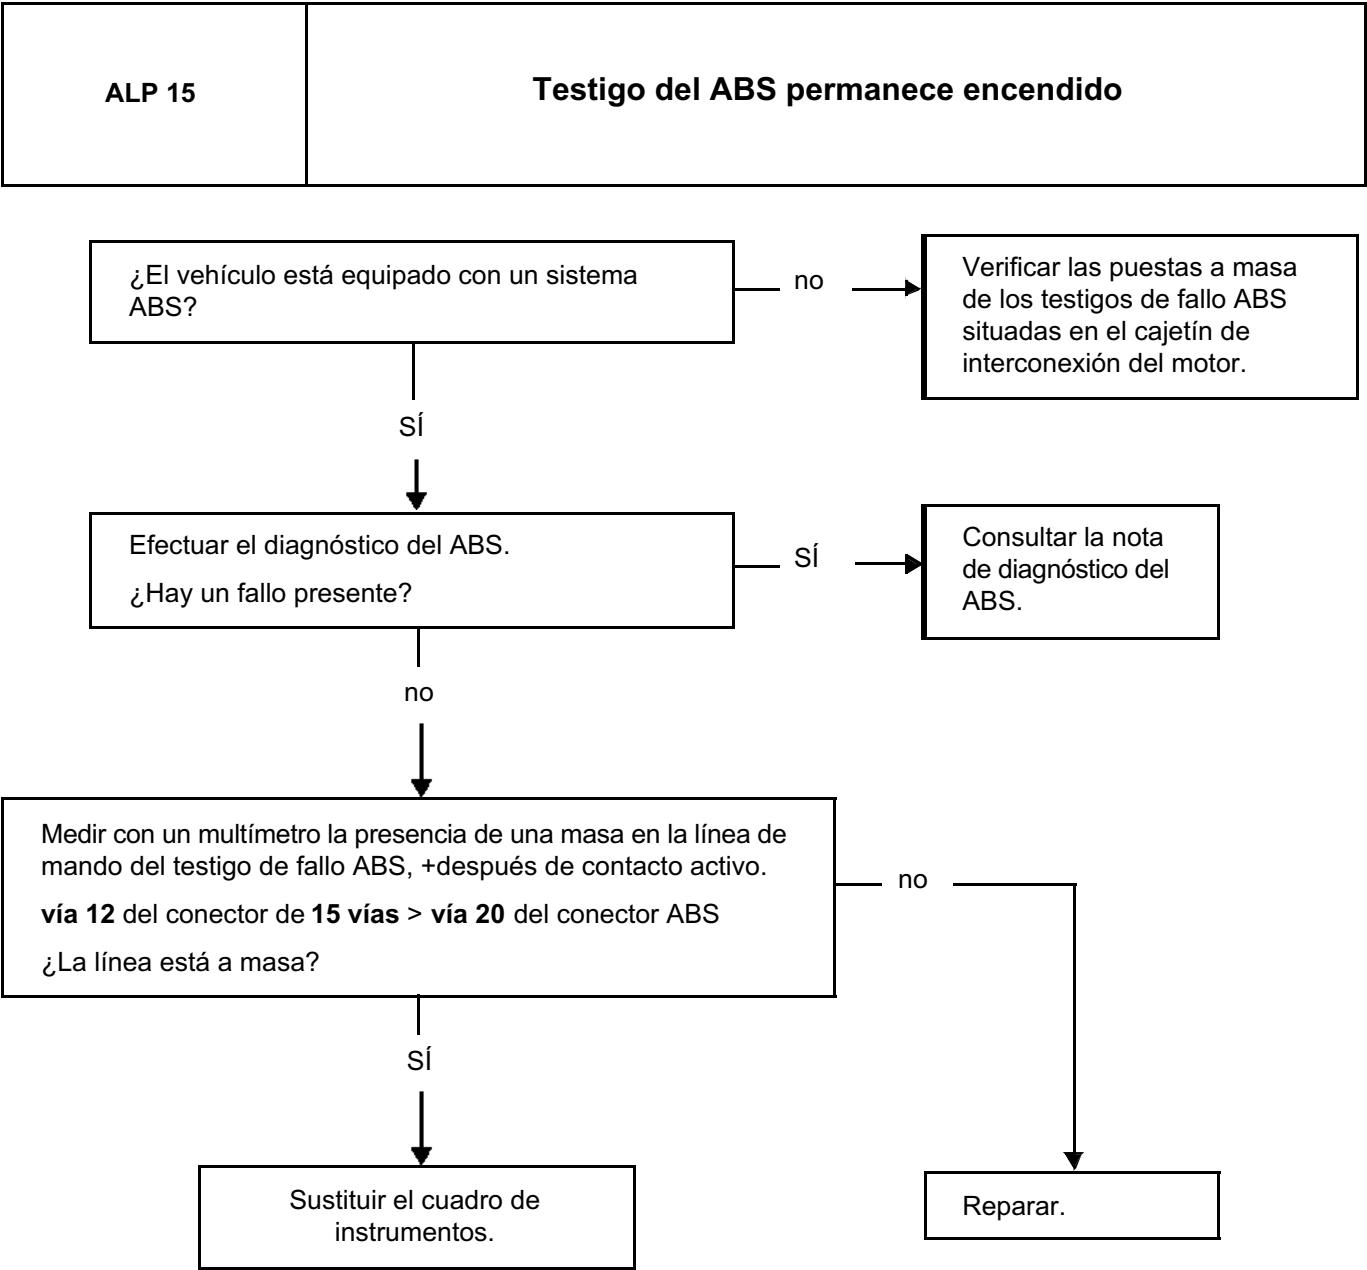 ALP 15
Testigo del ABS permanece encendido
¿El vehículo está equipado con un sistema
ABS?
no
Verificar las puestas a masa
de los testigos de fallo ABS
situadas en el cajetín de
interconexión del motor.
SÍ
Efectuar el diagnóstico del ABS.
¿Hay un fallo presente?
SÍ
Consultar la nota
de diagnóstico del
ABS.
no
Medir con un multímetro la presencia de una masa en la línea de
mando del testigo de fallo ABS, +después de contacto activo.
vía 12 del conector de 15 vías > vía 20 del conector ABS
¿La línea está a masa?
no
SÍ
Sustituir el cuadro de
instrumentos.
Reparar.